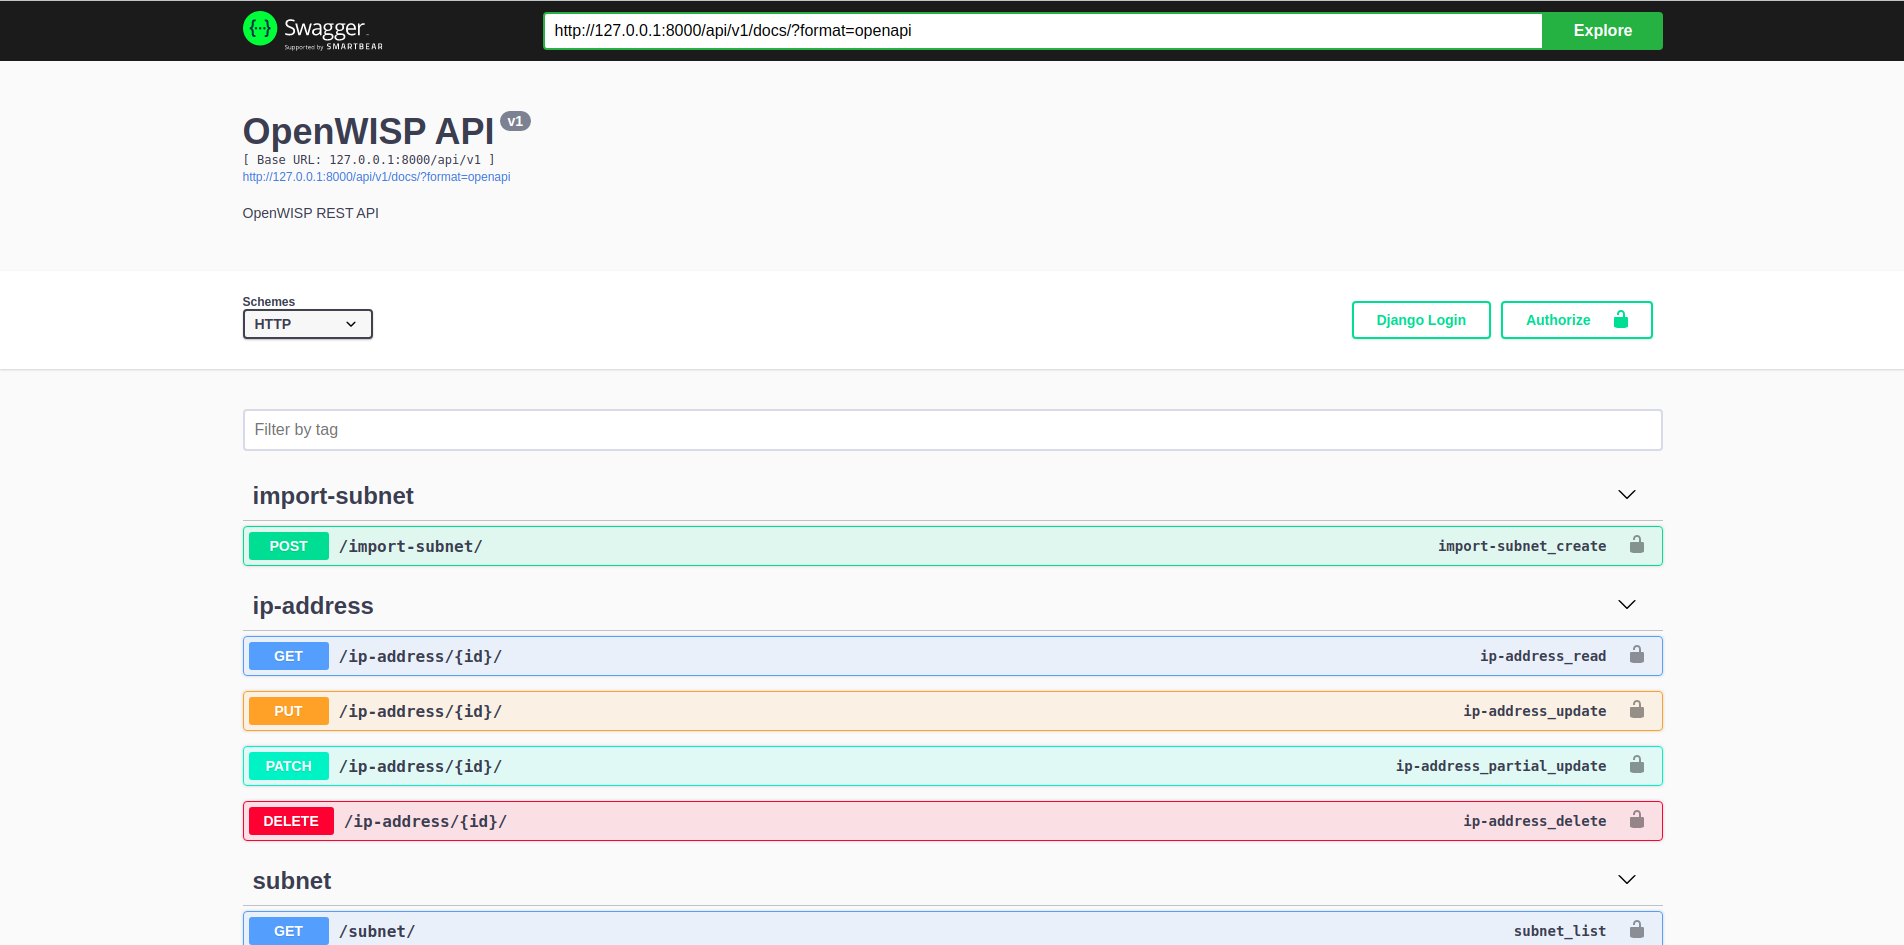 Swagger
Supported by SMARTBEAR
http://127.0.0.1:8000/api/v1/docs/?format=openapi
Explore
OpenWISP API v1
[ Base URL: 127.0.0.1:8000/api/v1 ]
http://127.0.0.1:8000/api/v1/docs/?format=openapi
OpenWISP REST API
Schemes
HTTP
Django Login
Authorize
Filter by tag
import-subnet
POST /import-subnet/ import-subnet_create
ip-address
GET /ip-address/{id}/ ip-address_read
PUT /ip-address/{id}/ ip-address_update
PATCH /ip-address/{id}/ ip-address_partial_update
DELETE /ip-address/{id}/ ip-address_delete
subnet
GET /subnet/ subnet_list